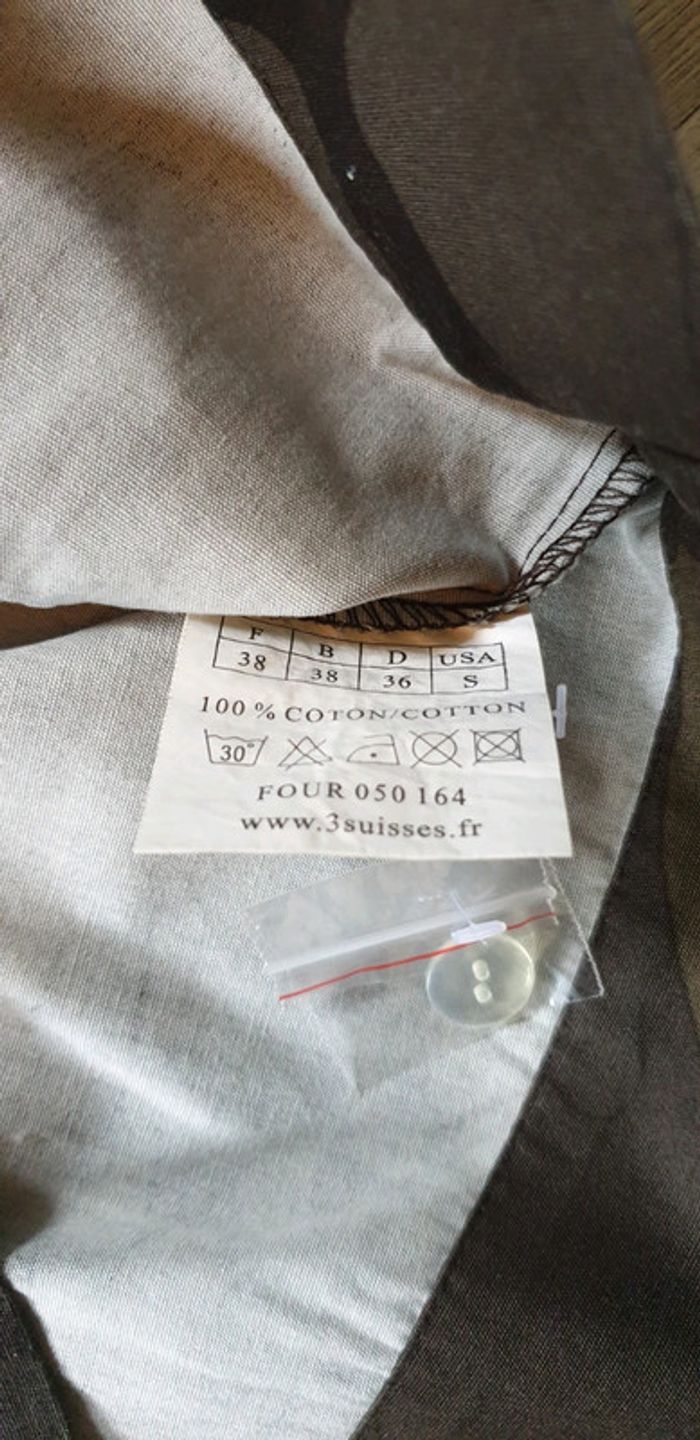 F B D USA
38 38 36 S
100 % COTON/COTTON
30°
FOUR 050 164
www.3suisses.fr